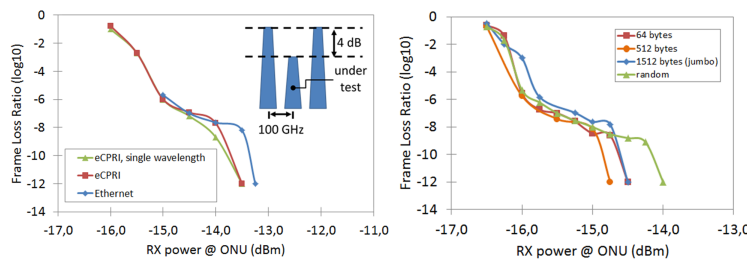 0
-2
-4
-6
-8
-10
-12
-14
Frame Loss Ratio (log10)
4 dB
under
test
100 GHz
eCPRI, single wavelength
eCPRI
Ethernet
-17,0 -16,0 -15,0 -14,0 -13,0 -12,0 -11,0
RX power @ ONU (dBm)
0
-2
-4
-6
-8
-10
-12
-14
Frame Loss Ratio (log10)
64 bytes
512 bytes
1512 bytes (jumbo)
random
-17,0 -16,0 -15,0 -14,0 -13,0
RX power @ ONU (dBm)